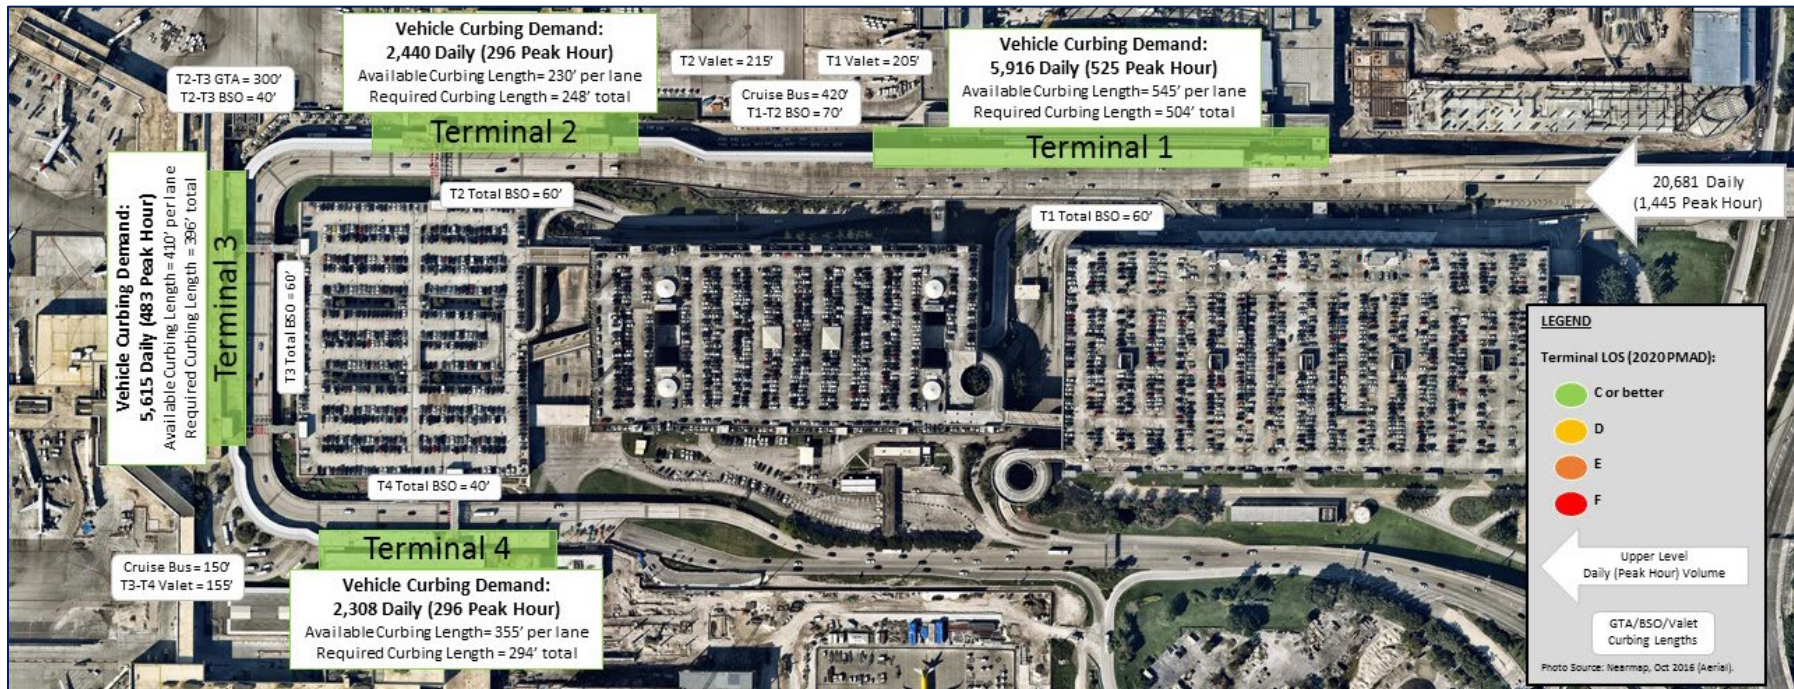 Vehicle Curbing Demand:
2,440 Daily (296 Peak Hour)
Available Curbing Length= 230’ per lane
Required Curbing Length = 248’ total
Terminal 2
T2-T3 GTA = 300’
T2-T3 BSO = 40’
T2 Valet = 215’
T1 Valet = 205’
Cruise Bus = 420’
T1-T2 BSO = 70’
Vehicle Curbing Demand:
5,916 Daily (525 Peak Hour)
Available Curbing Length= 545’ per lane
Required Curbing Length = 504’ total
Terminal 1
20,681 Daily
(1,445 Peak Hour)
T2 Total BSO = 60’
T1 Total BSO = 60’
Vehicle Curbing Demand:
5,615 Daily (483 Peak Hour)
Available Curbing Length = 410’ per lane
Required Curbing Length = 396’ total
Terminal 3
T3 Total BSO = 60’
T4 Total BSO = 40’
Terminal 4
Cruise Bus = 150’
T3-T4 Valet = 155’
Vehicle Curbing Demand:
2,308 Daily (296 Peak Hour)
Available Curbing Length= 355’ per lane
Required Curbing Length = 294’ total
LEGEND
Terminal LOS (2020 PMAD):
C or better
D
E
F
Upper Level
Daily (Peak Hour) Volume
GTA/BSO/Valet
Curbing Lengths
Photo Source: Nearmap, Oct 2016 (Aerial).